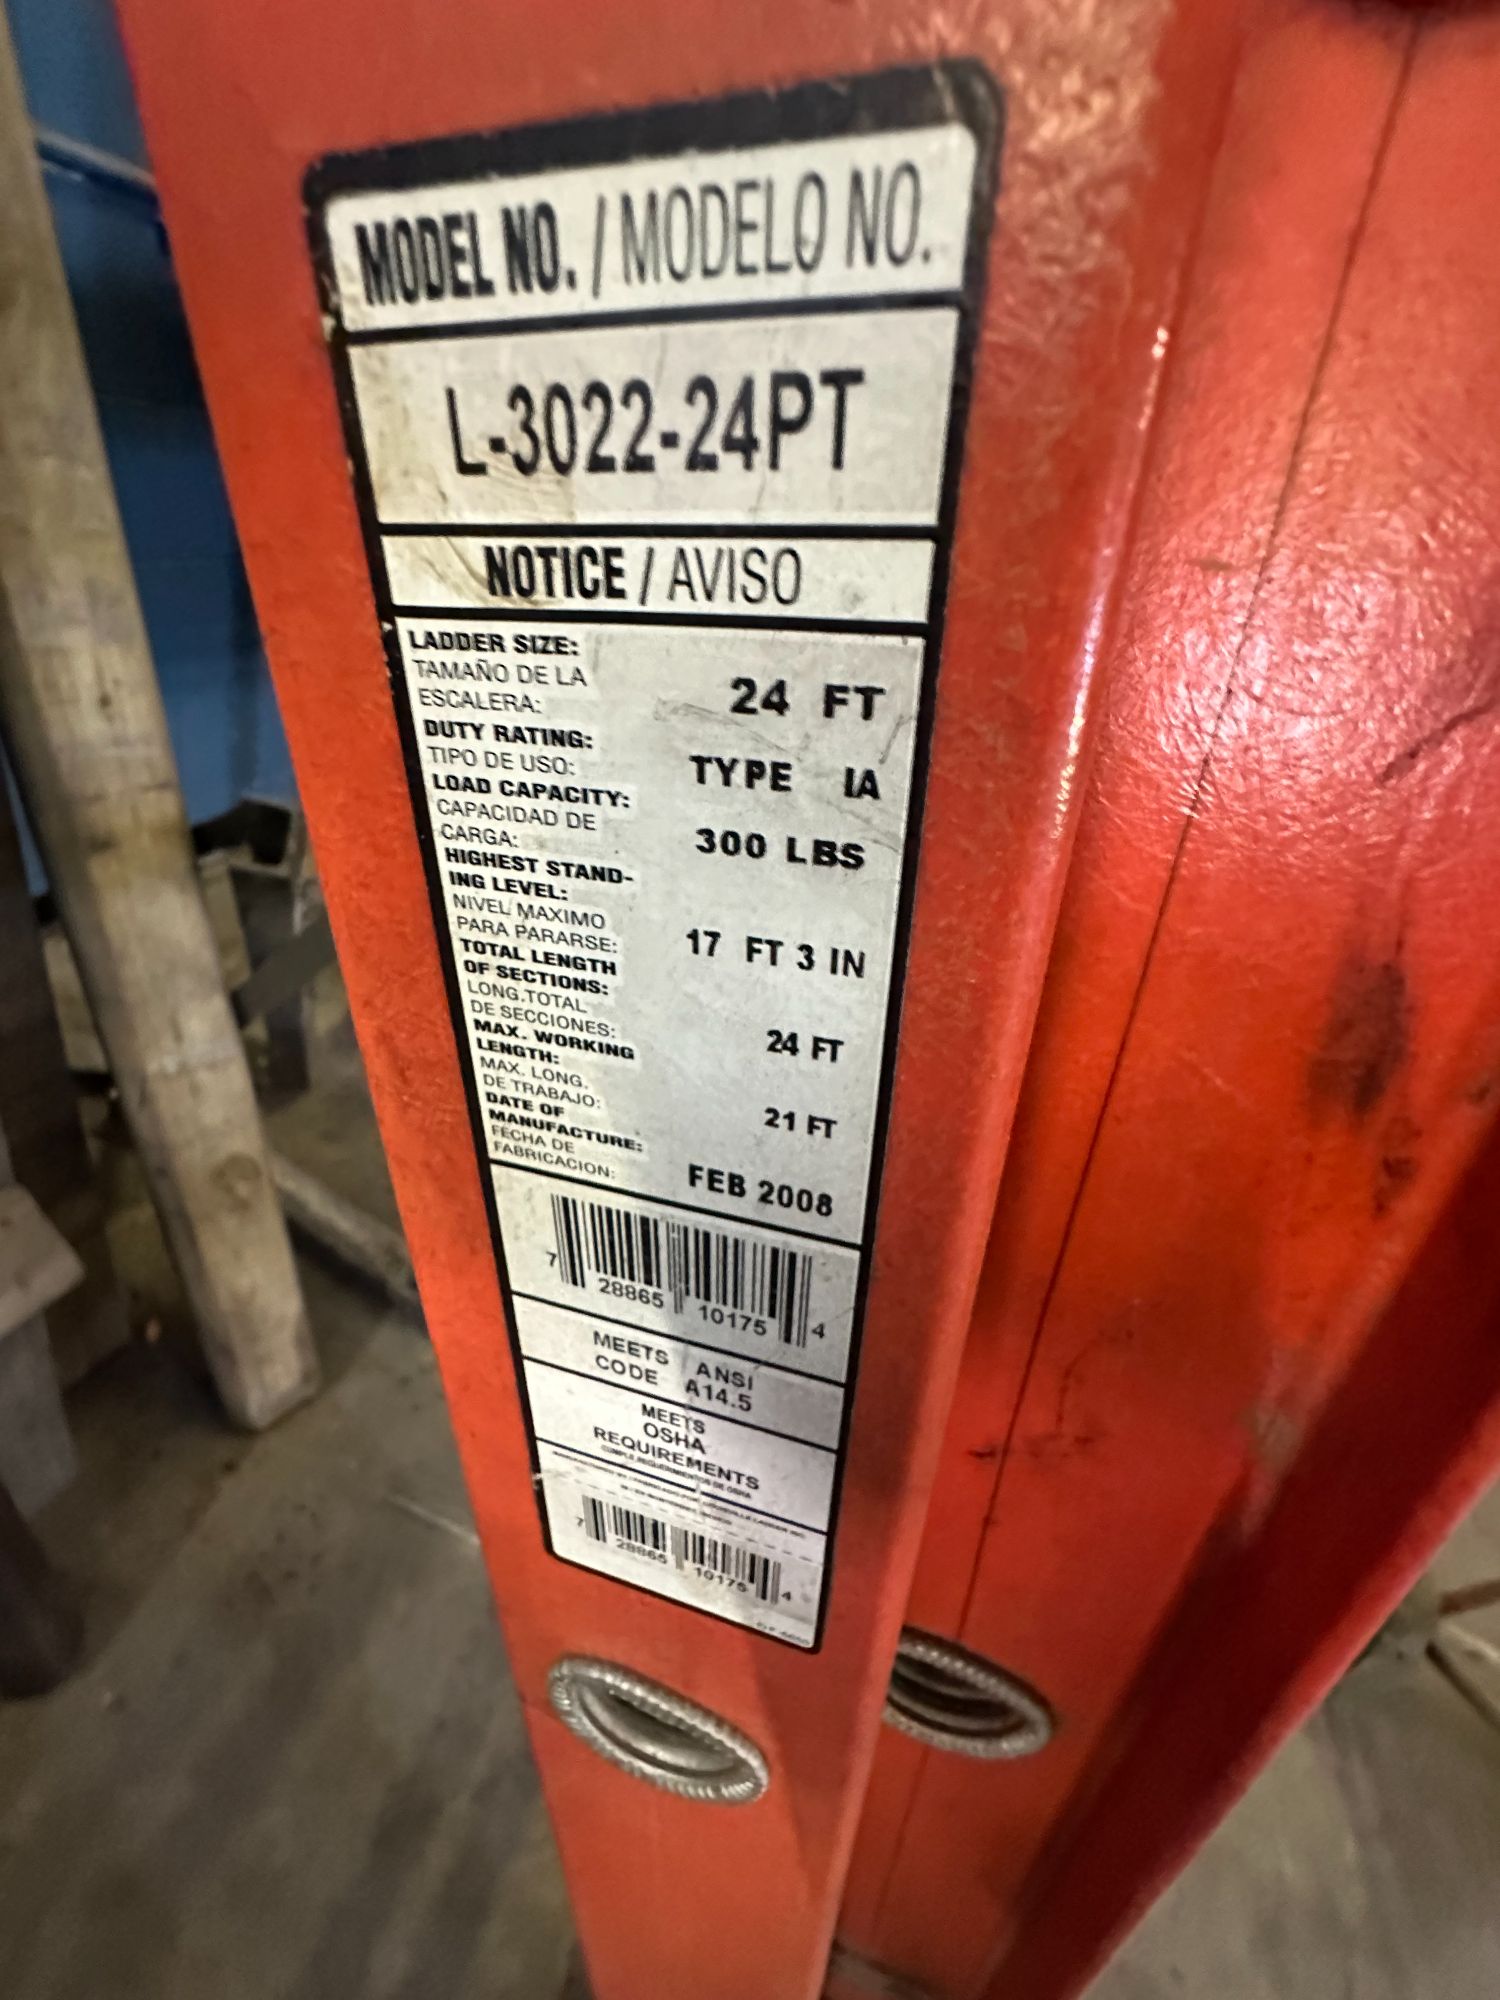 MODEL NO. / MODELO NO.
L-3022-24PT
NOTICE / AVISO
LADDER SIZE:
TAMAÑO DE LA
ESCALERA:
24 FT
DUTY RATING:
TIPO DE USO:
TYPE IA
LOAD CAPACITY:
CAPACIDAD DE
CARGA:
300 LBS
HIGHEST STAND-
ING LEVEL:
NIVEL MAXIMO
PARA PARARSE:
17 FT 3 IN
TOTAL LENGTH
OF SECTIONS:
LONG.TOTAL
DE SECCIONES:
24 FT
MAX. WORKING
LENGTH:
MAX. LONG.
DE TRABAJO:
21 FT
DATE OF
MANUFACTURE:
FECHA DE
FABRICACION:
FEB 2008
7 28865 10175 4
MEETS ANSI
CODE A14.5
MEETS
OSHA
REQUIREMENTS
CUMPLE REQUERIMIENTOS DE OSHA
7 28865 10175 4